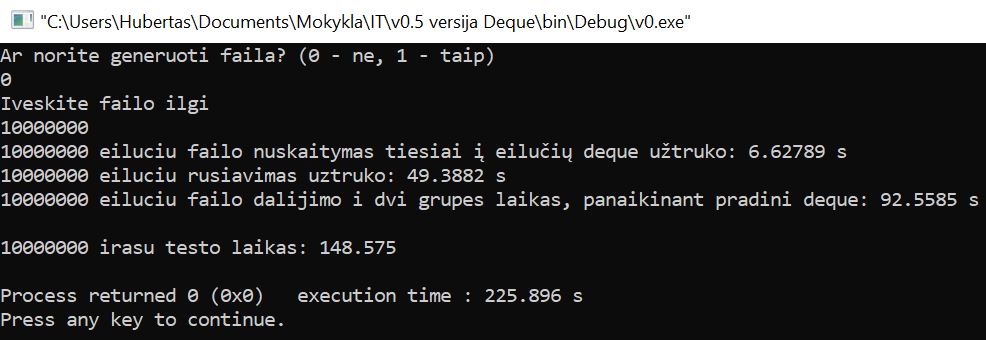 "C:\Users\Hubertas\Documents\Mokykla\IT\v0.5 versija Deque\bin\Debug\v0.exe"
Ar norite generuoti faila? (0 - ne, 1 - taip)
0
Iveskite failo ilgi
10000000
10000000 eiluciu failo nuskaitymas tiesiai į eilučių deque užtruko: 6.62789 s
10000000 eiluciu rusiavimas uztruko: 49.3882 s
10000000 eiluciu failo dalijimo i dvi grupes laikas, panaikinant pradini deque: 92.5585 s
10000000 irasu testo laikas: 148.575
Process returned 0 (0x0)   execution time : 225.896 s
Press any key to continue.